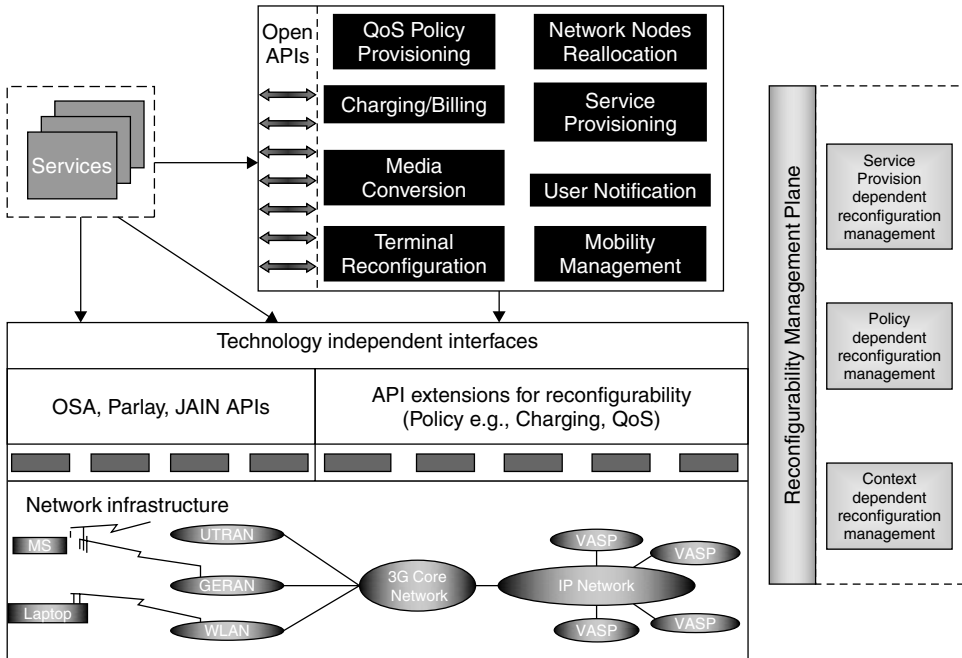 Open
APIs
QoS Policy
Provisioning
Network Nodes
Reallocation
Charging/Billing
Service
Provisioning
Media
Conversion
User Notification
Terminal
Reconfiguration
Mobility
Management
Services
Technology independent interfaces
OSA, Parlay, JAIN APIs
API extensions for reconfigurability
(Policy e.g., Charging, QoS)
Network infrastructure
MS
Laptop
UTRAN
GERAN
WLAN
3G Core
Network
IP Network
VASP
VASP
VASP
VASP
Reconfigurability Management Plane
Service
Provision
dependent
reconfiguration
management
Policy
dependent
reconfiguration
management
Context
dependent
reconfiguration
management